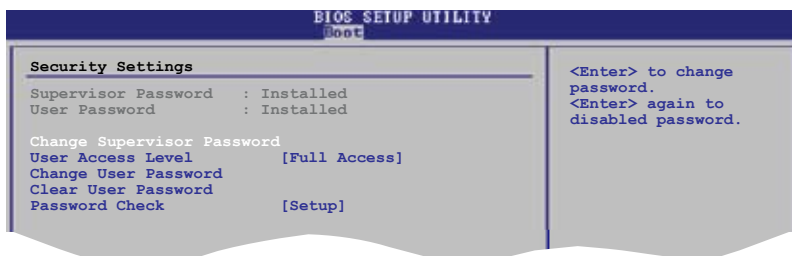 BIOS SETUP UTILITY
Boot
Security Settings
Supervisor Password : Installed
User Password : Installed
Change Supervisor Password
User Access Level [Full Access]
Change User Password
Clear User Password
Password Check [Setup]
<Enter> to change
password.
<Enter> again to
disabled password.